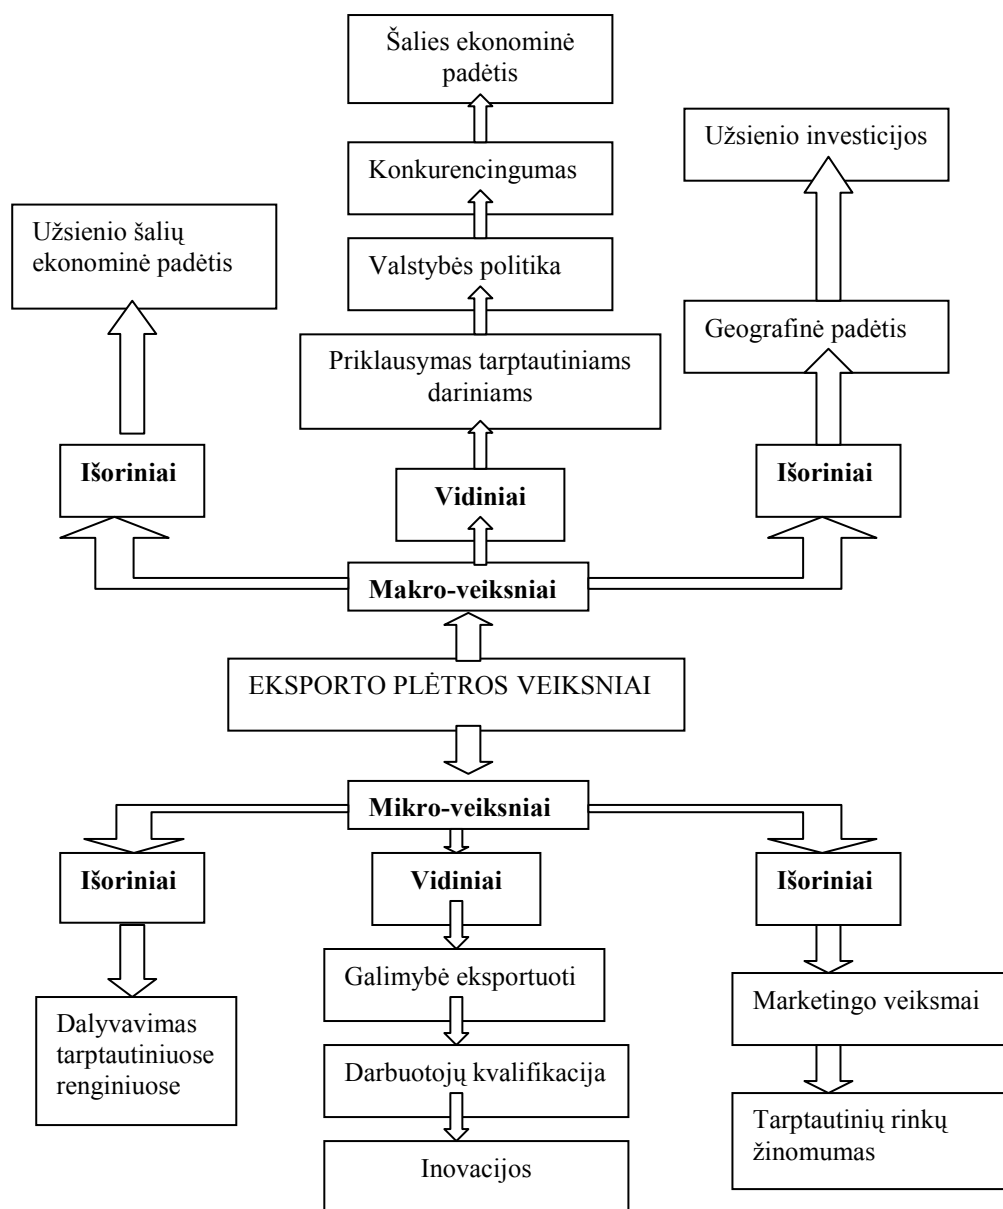 Šalies ekonominė
padėtis
Užsienio investicijos
Konkurencingumas
Užsienio šalių
ekonominė padėtis
Valstybės politika
Geografinė padėtis
Priklausymas tarptautiniams
dariniams
Išoriniai
Vidiniai
Išoriniai
Makro-veiksniai
EKSPORTO PLĖTROS VEIKSNIAI
Mikro-veiksniai
Išoriniai
Vidiniai
Išoriniai
Galimybė eksportuoti
Marketingo veiksmai
Dalyvavimas
tarptautiniuose
renginiuose
Darbuotojų kvalifikacija
Tarptautinių rinkų
žinomumas
Inovacijos